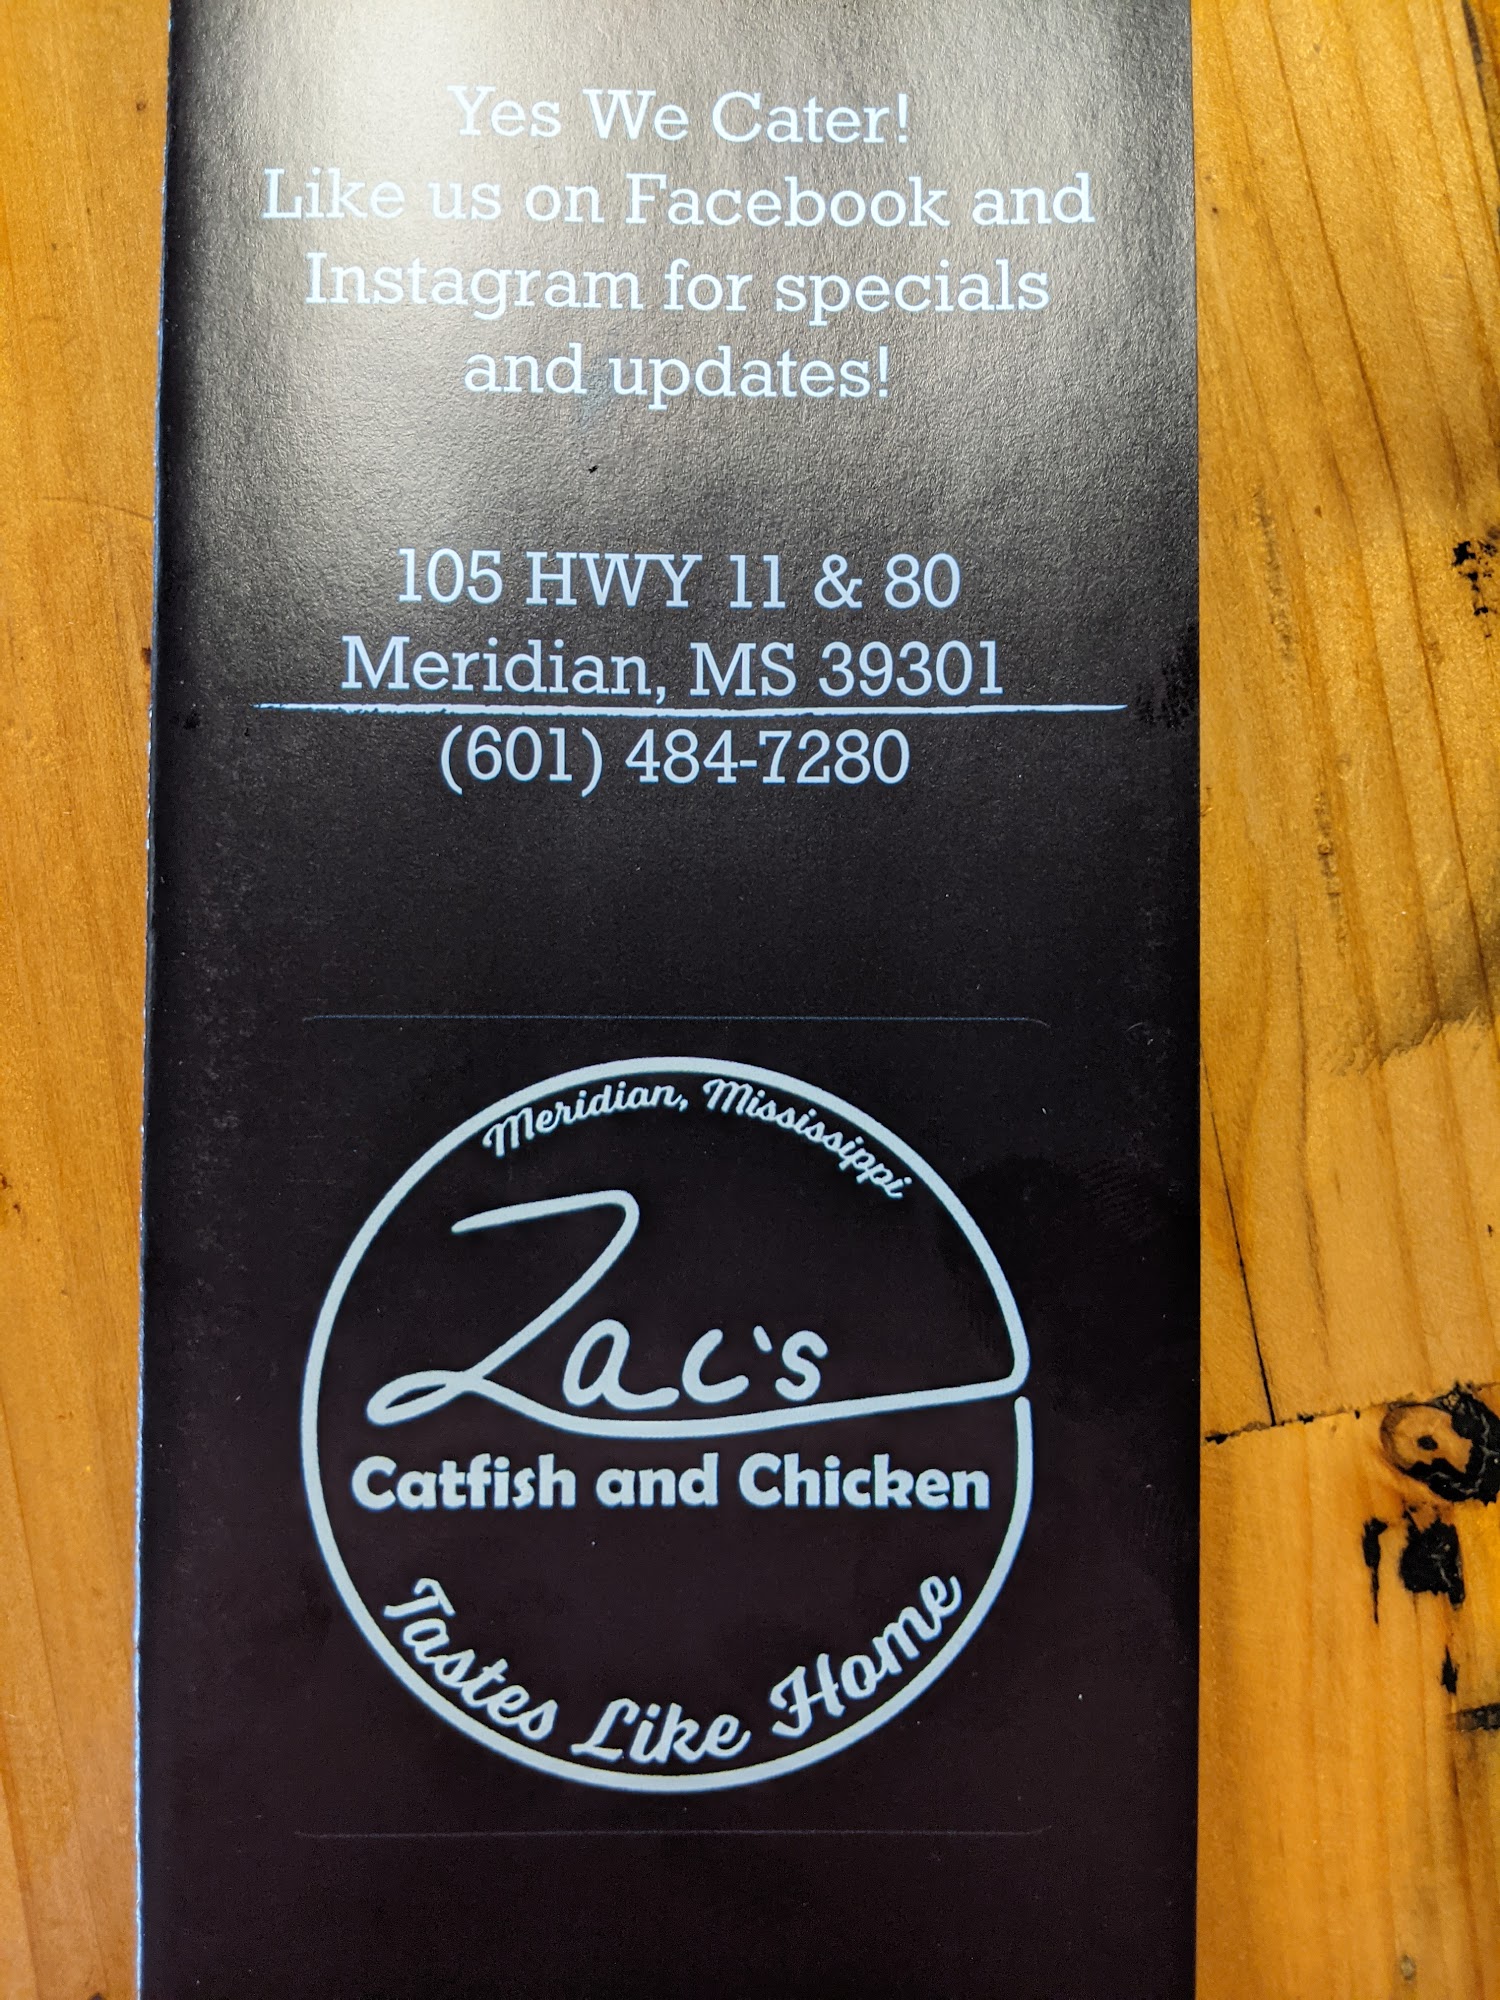 Yes We Cater!
Like us on Facebook and
Instagram for specials
and updates!
105 HWY 11 & 80
Meridian, MS 39301
(601) 484-7280
Meridian, Mississippi
Zac's
Catfish and Chicken
Tastes Like Home